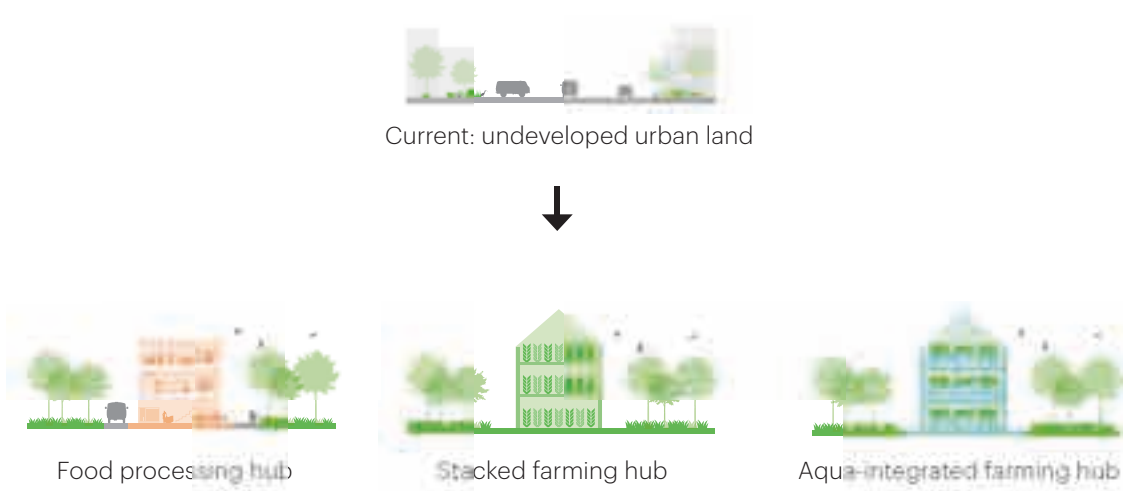 Current: undeveloped urban land
Food processing hub
Stacked farming hub
Aqua-integrated farming hub